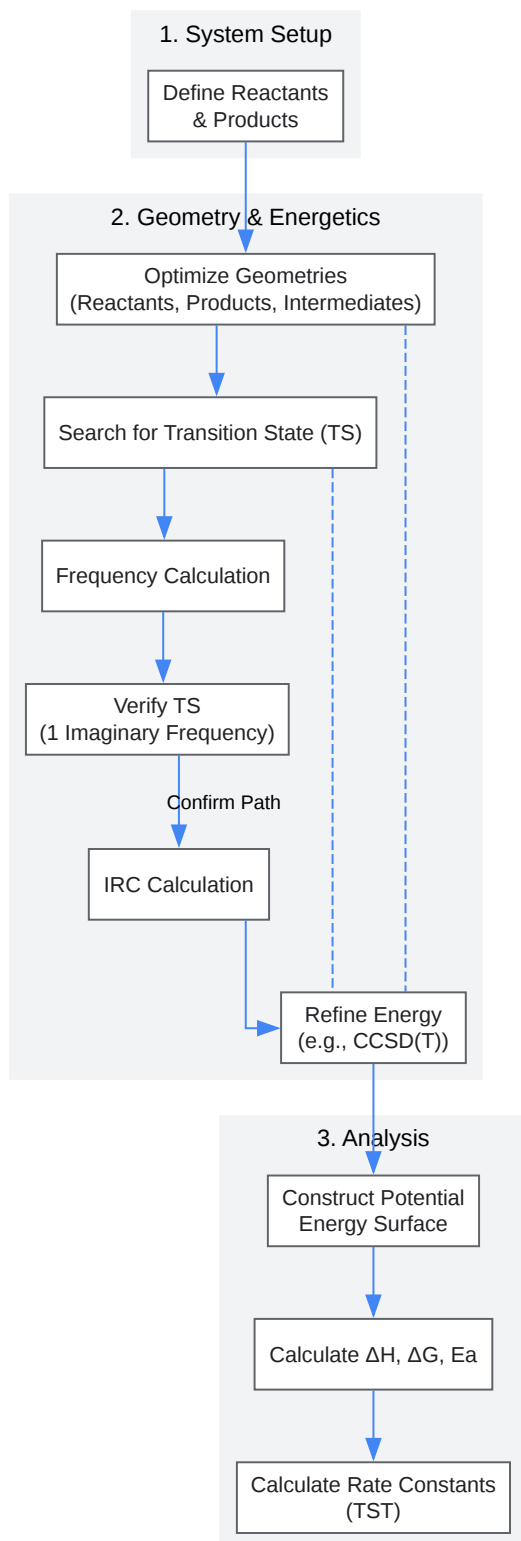 1. System Setup
Define Reactants
& Products
2. Geometry & Energetics
Optimize Geometries
(Reactants, Products, Intermediates)
Search for Transition State (TS)
Frequency Calculation
Verify TS
(1 Imaginary Frequency)
Confirm Path
IRC Calculation
Refine Energy
(e.g., CCSD(T))
3. Analysis
Construct Potential
Energy Surface
Calculate ΔH, ΔG, Ea
Calculate Rate Constants
(TST)